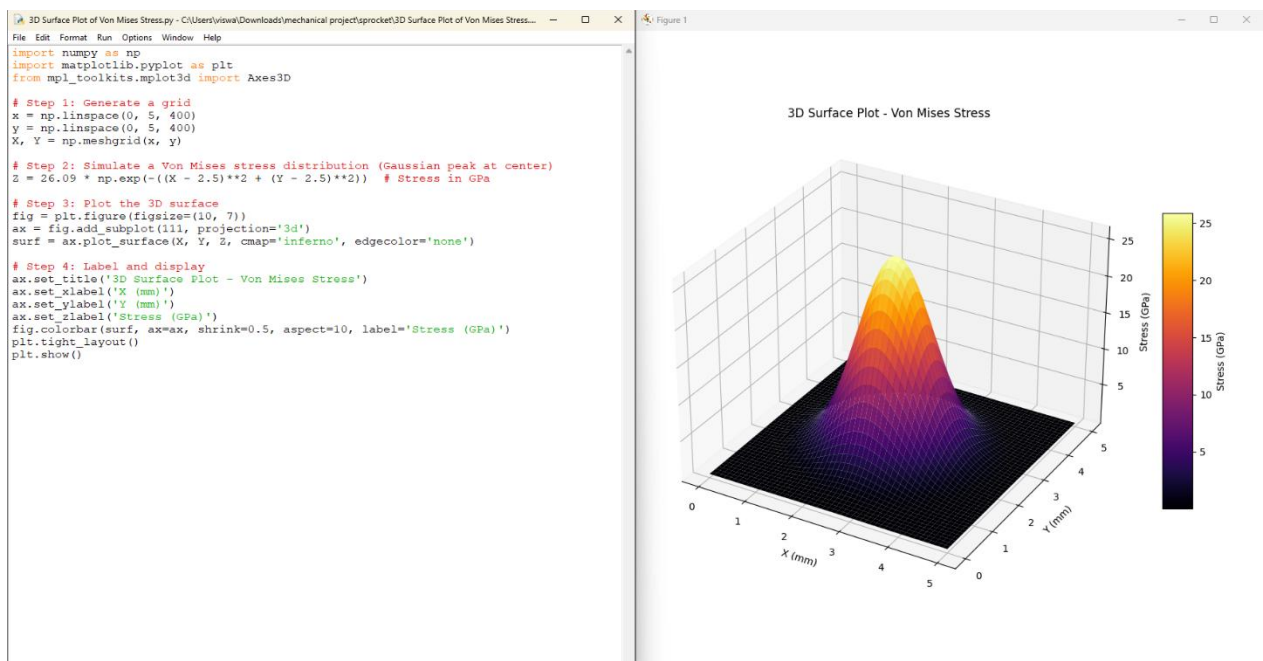 3D Surface Plot of Von Mises Stress.py - C:\Users\viswa\Downloads\mechanical project\sprocket\3D Surface Plot of Von Mises Stress....
File Edit Format Run Options Window Help
import numpy as np
import matplotlib.pyplot as plt
from mpl_toolkits.mplot3d import Axes3D
# Step 1: Generate a grid
x = np.linspace(0, 5, 400)
y = np.linspace(0, 5, 400)
X, Y = np.meshgrid(x, y)
# Step 2: Simulate a Von Mises stress distribution (Gaussian peak at center)
Z = 26.09 * np.exp(-((X - 2.5)**2 + (Y - 2.5)**2))  # Stress in GPa
# Step 3: Plot the 3D surface
fig = plt.figure(figsize=(10, 7))
ax = fig.add_subplot(111, projection='3d')
surf = ax.plot_surface(X, Y, Z, cmap='inferno', edgecolor='none')
# Step 4: Label and display
ax.set_title('3D Surface Plot - Von Mises Stress')
ax.set_xlabel('X (mm)')
ax.set_ylabel('Y (mm)')
ax.set_zlabel('Stress (GPa)')
fig.colorbar(surf, ax=ax, shrink=0.5, aspect=10, label='Stress (GPa)')
plt.tight_layout()
plt.show()
Figure 1
3D Surface Plot - Von Mises Stress
25
20
15
10
5
Stress (GPa)
25
20
15
10
5
Stress (GPa)
0
1
2
3
4
5
X (mm)
0
1
2
3
4
5
Y (mm)